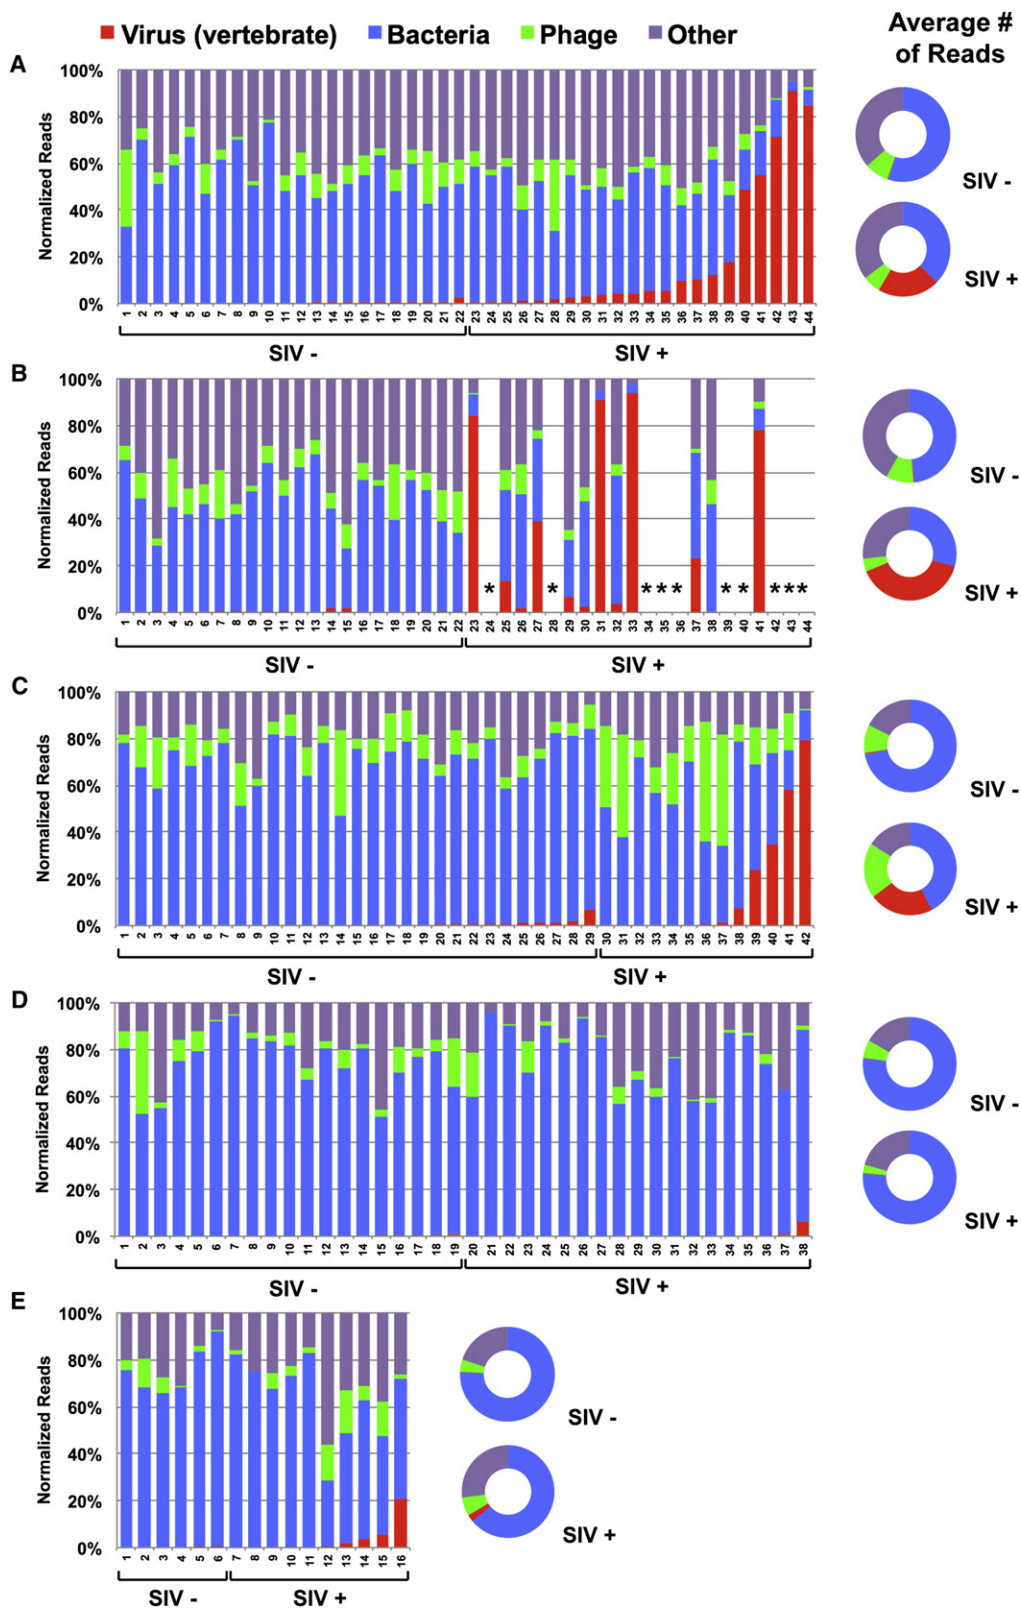 Virus (vertebrate) Bacteria Phage Other
Average #
of Reads
A
Normalized Reads
100%
80%
60%
40%
20%
0%
1 2 3 4 5 6 7 8 9 10 11 12 13 14 15 16 17 18 19 20 21 22 23 24 25 26 27 28 29 30 31 32 33 34 35 36 37 38 39 40 41 42 43 44
SIV - SIV +
SIV -
SIV +
B
Normalized Reads
100%
80%
60%
40%
20%
0%
* * * * * * * * * *
1 2 3 4 5 6 7 8 9 10 11 12 13 14 15 16 17 18 19 20 21 22 23 24 25 26 27 28 29 30 31 32 33 34 35 36 37 38 39 40 41 42 43 44
SIV - SIV +
SIV -
SIV +
C
Normalized Reads
100%
80%
60%
40%
20%
0%
1 2 3 4 5 6 7 8 9 10 11 12 13 14 15 16 17 18 19 20 21 22 23 24 25 26 27 28 29 30 31 32 33 34 35 36 37 38 39 40 41 42
SIV - SIV +
SIV -
SIV +
D
Normalized Reads
100%
80%
60%
40%
20%
0%
1 2 3 4 5 6 7 8 9 10 11 12 13 14 15 16 17 18 19 20 21 22 23 24 25 26 27 28 29 30 31 32 33 34 35 36 37 38
SIV - SIV +
SIV -
SIV +
E
Normalized Reads
100%
80%
60%
40%
20%
0%
1 2 3 4 5 6 7 8 9 10 11 12 13 14 15 16
SIV - SIV +
SIV -
SIV +